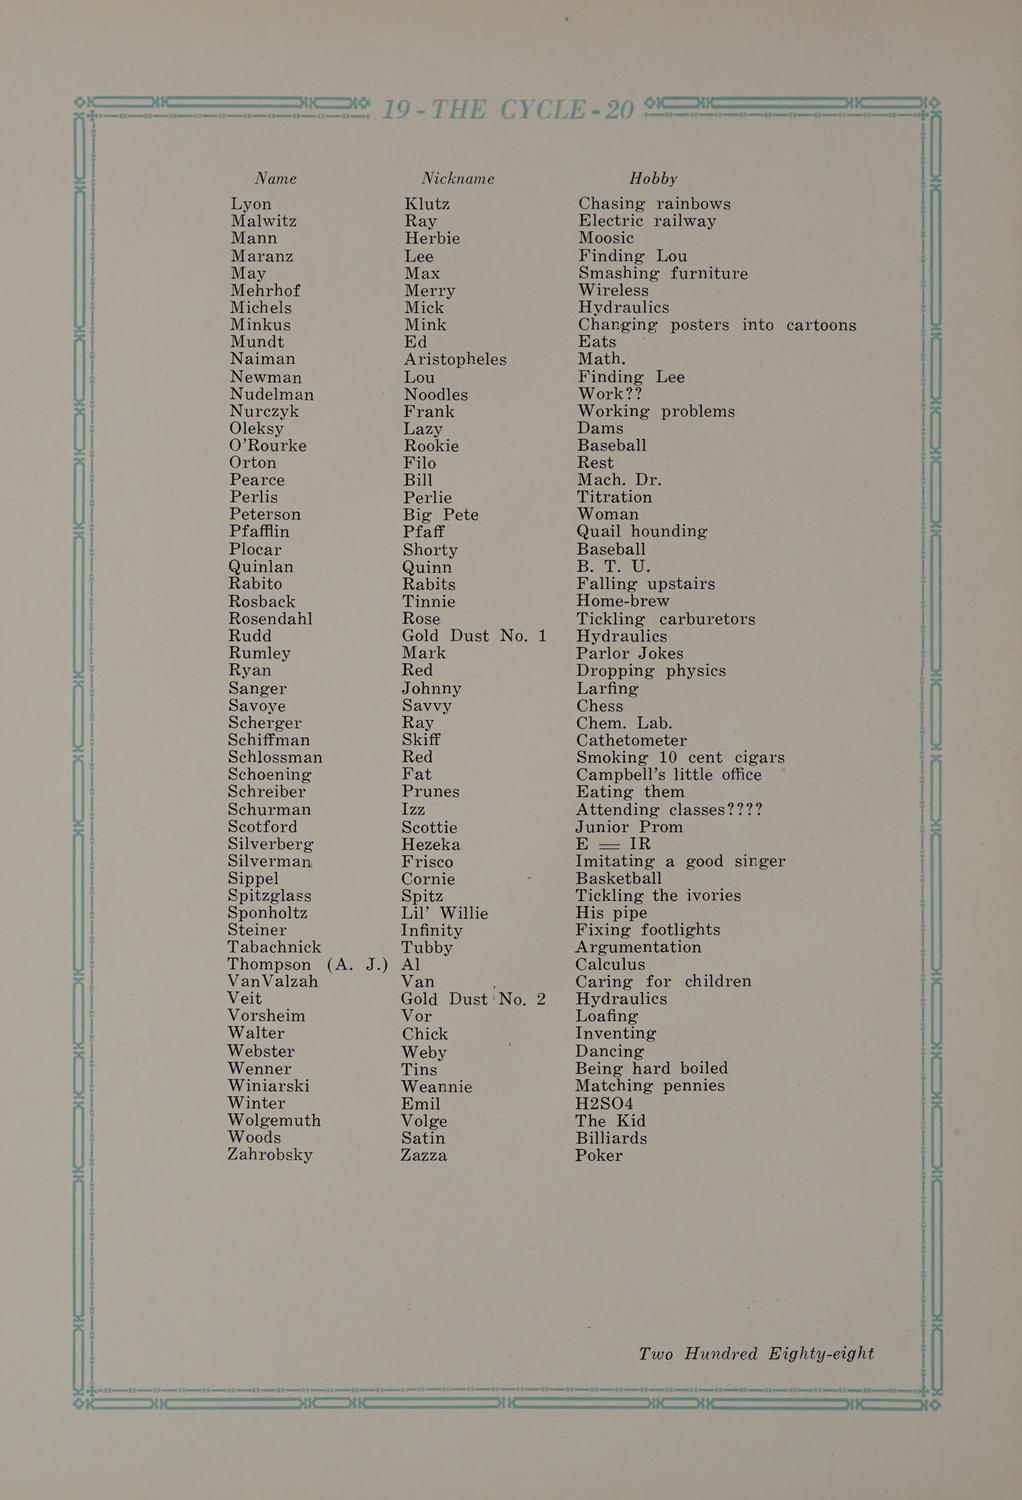 19-THE CYCLE-20
Name Nickname Hobby
Lyon Klutz Chasing rainbows
Malwitz Ray Electric railway
Mann Herbie Moosic
Maranz Lee Finding Lou
May Max Smashing furniture
Mehrhof Merry Wireless
Michels Mick Hydraulics
Minkus Mink Changing posters into cartoons
Mundt Ed Eats
Naiman Aristopheles Math.
Newman Lou Finding Lee
Nudelman Noodles Work??
Nurczyk Frank Working problems
Oleksy Lazy Dams
O'Rourke Rookie Baseball
Orton Filo Rest
Pearce Bill Mach. Dr.
Perlis Perlie Titration
Peterson Big Pete Woman
Pfafflin Pfaff Quail hounding
Plocar Shorty Baseball
Quinlan Quinn B. T. U.
Rabito Rabits Falling upstairs
Rosback Tinnie Home-brew
Rosendahl Rose Tickling carburetors
Rudd Gold Dust No. 1 Hydraulics
Rumley Mark Parlor Jokes
Ryan Red Dropping physics
Sanger Johnny Larfing
Savoye Savvy Chess
Scherger Ray Chem. Lab.
Schiffman Skiff Cathetometer
Schlossman Red Smoking 10 cent cigars
Schoening Fat Campbell's little office
Schreiber Prunes Eating them
Schurman Izz Attending classes????
Scotford Scottie Junior Prom
Silverberg Hezeka E = IR
Silverman Frisco Imitating a good singer
Sippel Cornie Basketball
Spitzglass Spitz Tickling the ivories
Sponholtz Lil' Willie His pipe
Steiner Infinity Fixing footlights
Tabachnick Tubby Argumentation
Thompson (A. J.) Al Calculus
VanValzah Van Caring for children
Veit Gold Dust No. 2 Hydraulics
Vorsheim Vor Loafing
Walter Chick Inventing
Webster Weby Dancing
Wenner Tins Being hard boiled
Winiarski Weannie Matching pennies
Winter Emil H2SO4
Wolgemuth Volge The Kid
Woods Satin Billiards
Zahrobsky Zazza Poker
Two Hundred Eighty-eight